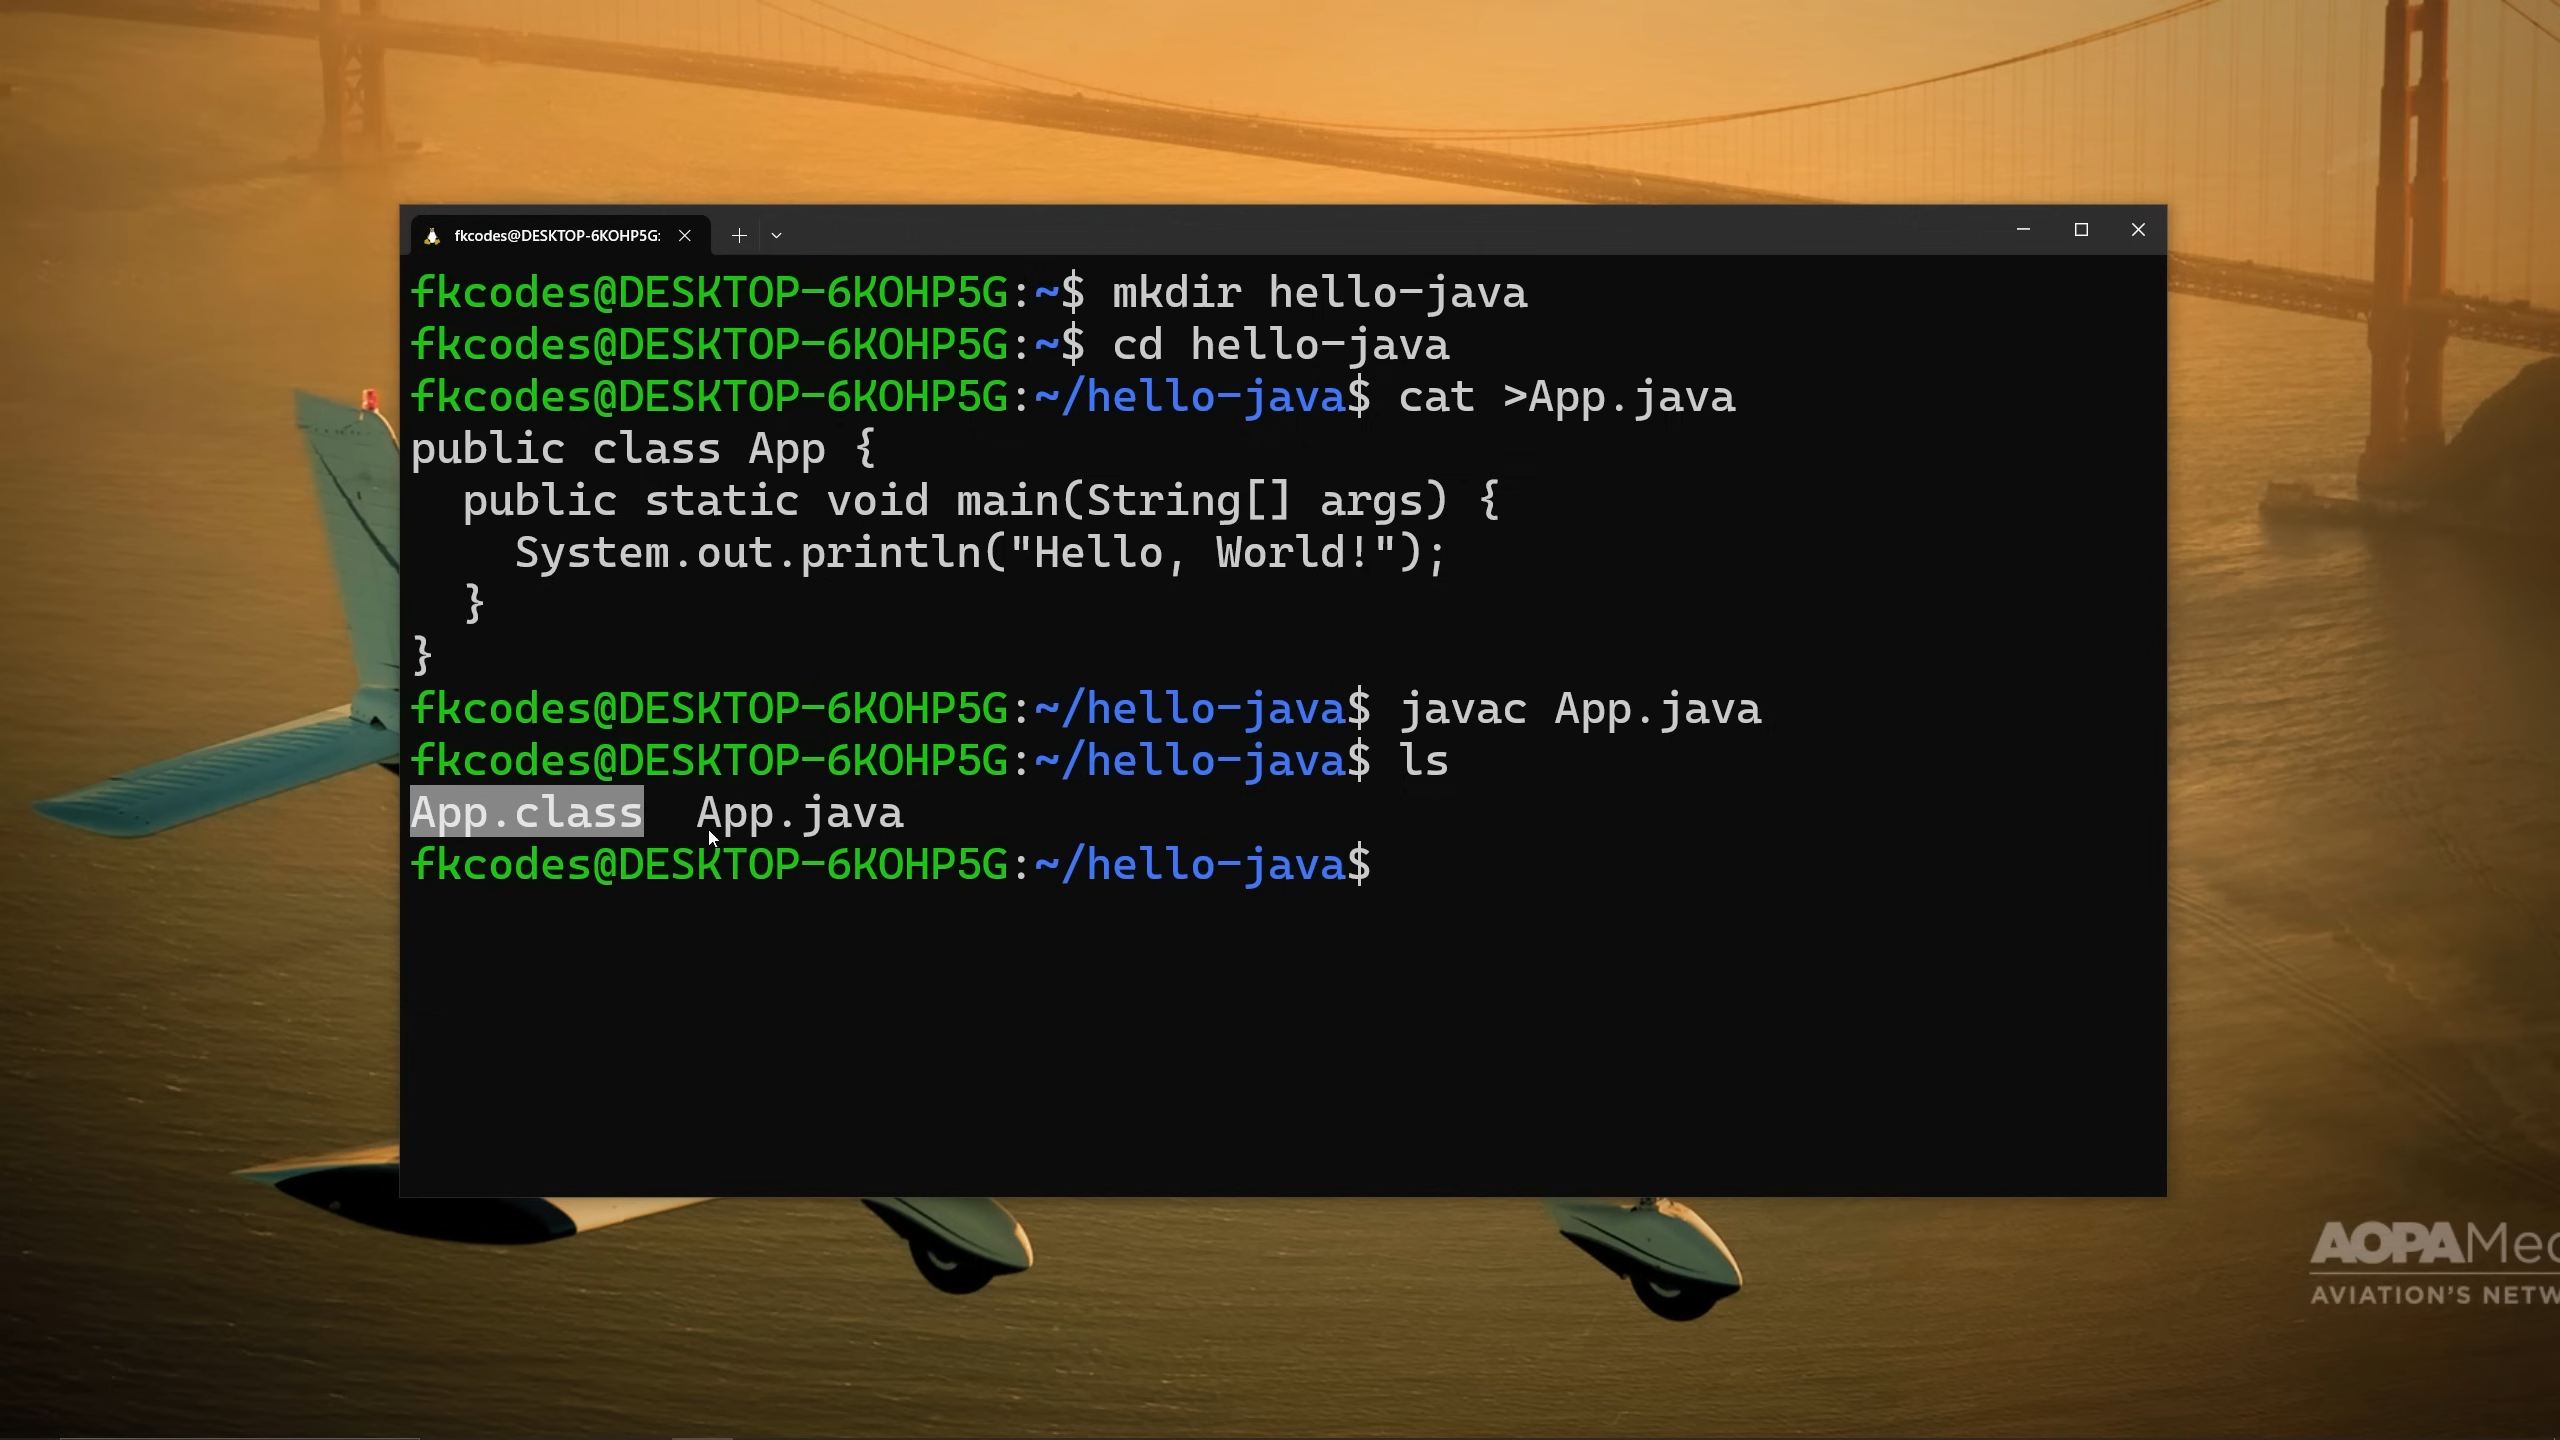 fkcodes@DESKTOP-6KOHP5G:
fkcodes@DESKTOP-6KOHP5G:~$ mkdir hello-java
fkcodes@DESKTOP-6KOHP5G:~$ cd hello-java
fkcodes@DESKTOP-6KOHP5G:~/hello-java$ cat >App.java
public class App {
  public static void main(String[] args) {
    System.out.println("Hello, World!");
  }
}
fkcodes@DESKTOP-6KOHP5G:~/hello-java$ javac App.java
fkcodes@DESKTOP-6KOHP5G:~/hello-java$ ls
App.class  App.java
fkcodes@DESKTOP-6KOHP5G:~/hello-java$
AOPA
AVIATION'S